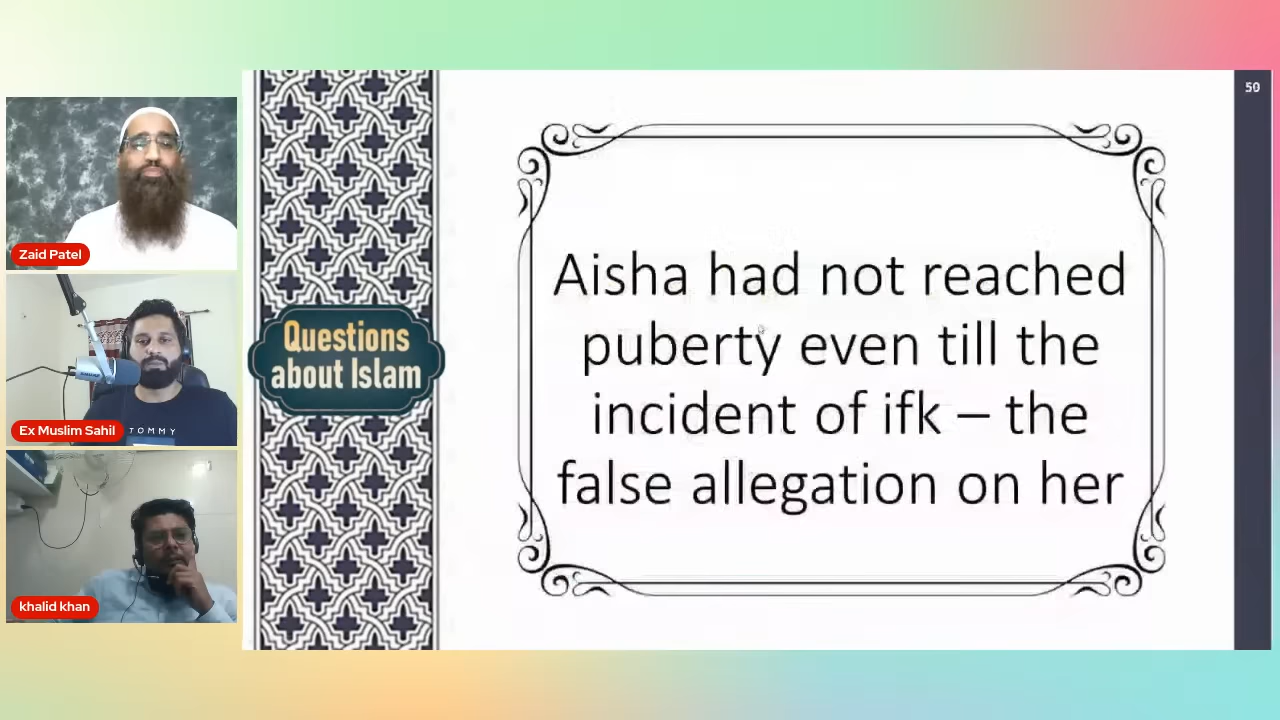 50
Zaid Patel
Ex Muslim Sahil
TOMMY
khalid khan
Questions
about Islam
Aisha had not reached
puberty even till the
incident of ifk – the
false allegation on her